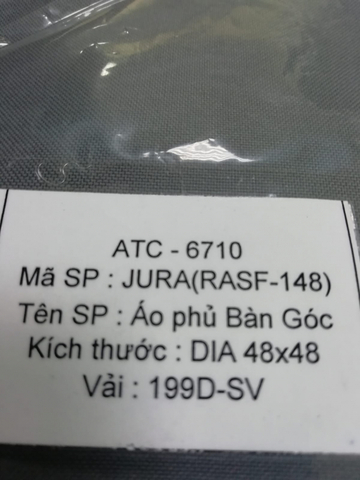 ATC - 6710
Mã SP : JURA(RASF-148)
Tên SP : Áo phủ Bàn Góc
Kích thước : DIA 48x48
Vải : 199D-SV